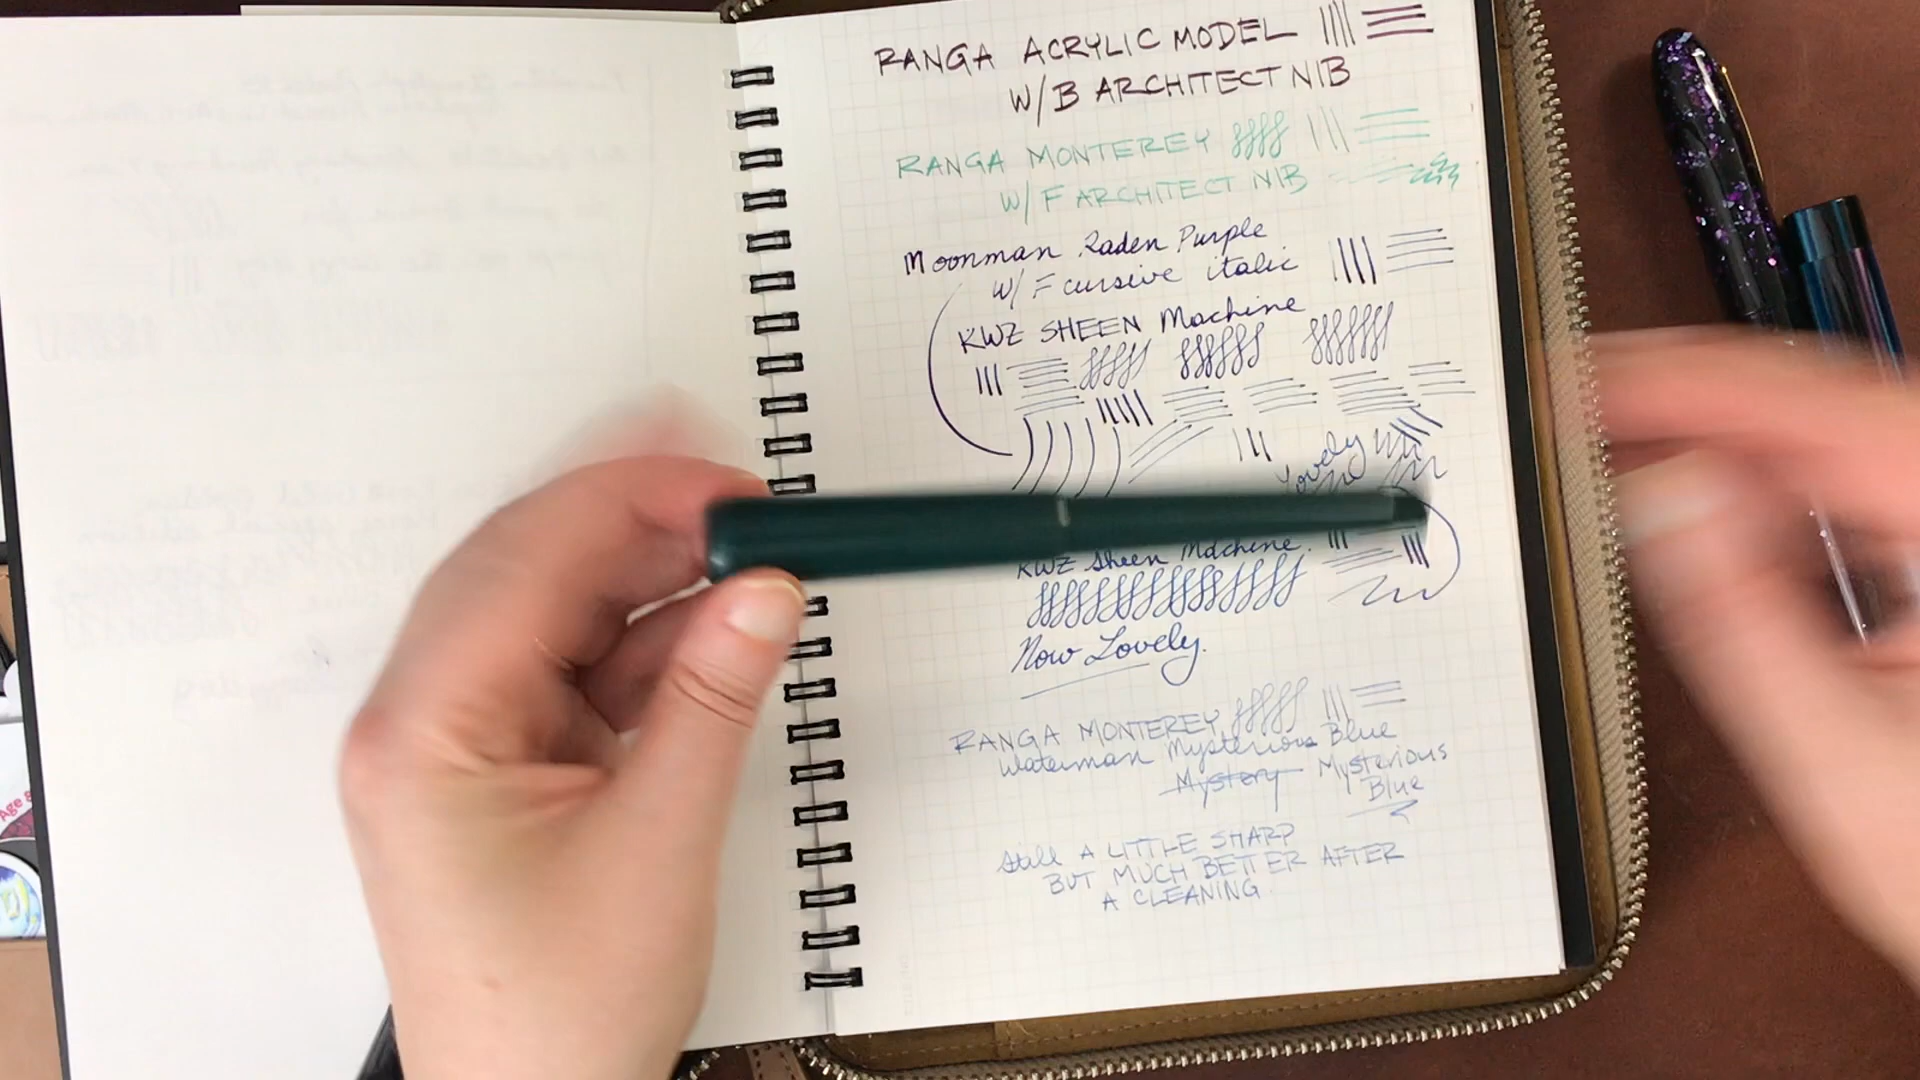 RANGA ACRYLIC MODEL
W/B ARCHITECT NIB
RANGA MONTEREY
W/ F ARCHITECT NIB
Moonman Raden Purple
W/ F cursive italic
KWZ SHEEN Machine
Lovely
KWZ Sheen Machine.
Now Lovely.
RANGA MONTEREY
Waterman Mysterious Blue
Mystery Mysterious
Blue
Still A LITTLE SHARP
BUT MUCH BETTER AFTER
A CLEANING.
Age